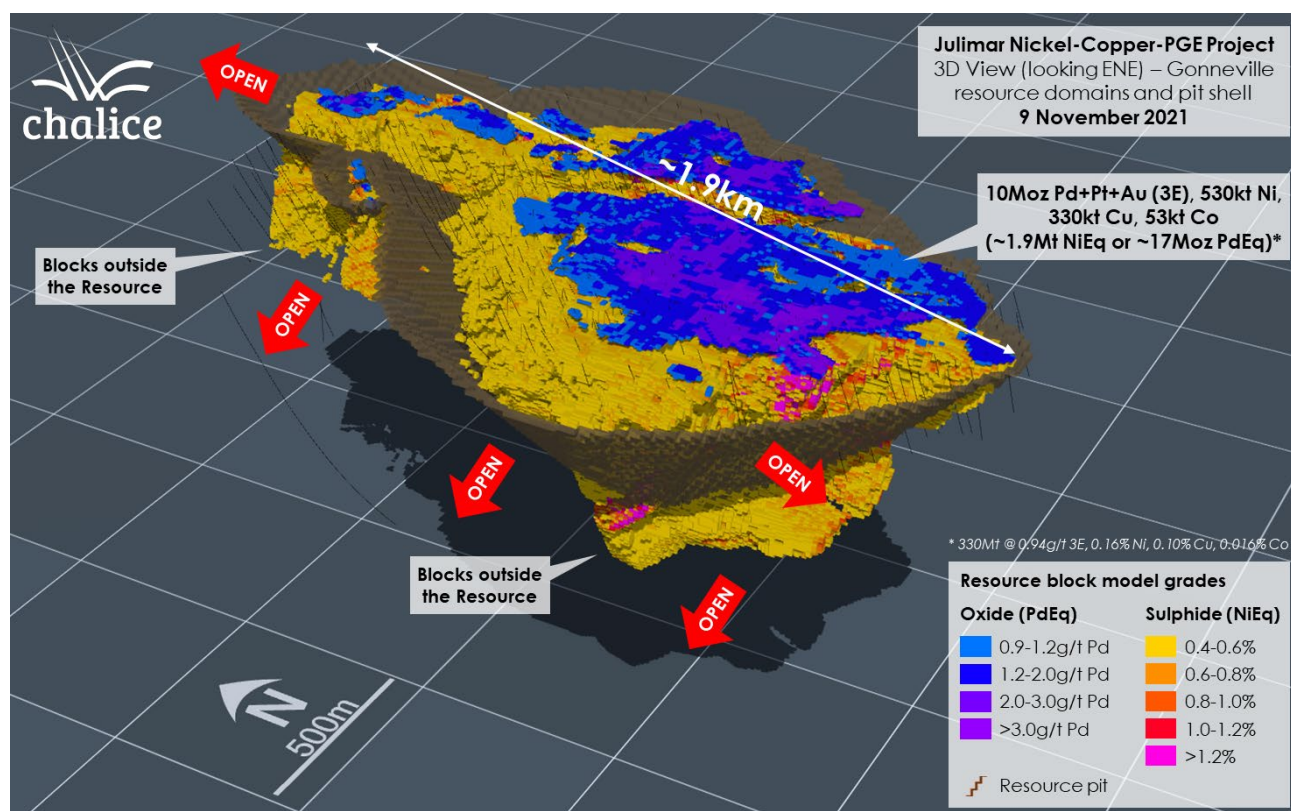 chalice
OPEN
Julimar Nickel-Copper-PGE Project
3D View (looking ENE) – Gonneville
resource domains and pit shell
9 November 2021
~1.9km
10Moz Pd+Pt+Au (3E), 530kt Ni,
330kt Cu, 53kt Co
(~1.9Mt NiEq or ~17Moz PdEq)*
Blocks outside
the Resource
OPEN
OPEN
OPEN
Blocks outside
the Resource
OPEN
N
500m
* 330Mt @ 0.94g/t 3E, 0.16% Ni, 0.10% Cu, 0.016% Co
Resource block model grades
Oxide (PdEq)
0.9-1.2g/t Pd
1.2-2.0g/t Pd
2.0-3.0g/t Pd
>3.0g/t Pd
Sulphide (NiEq)
0.4-0.6%
0.6-0.8%
0.8-1.0%
1.0-1.2%
>1.2%
Resource pit